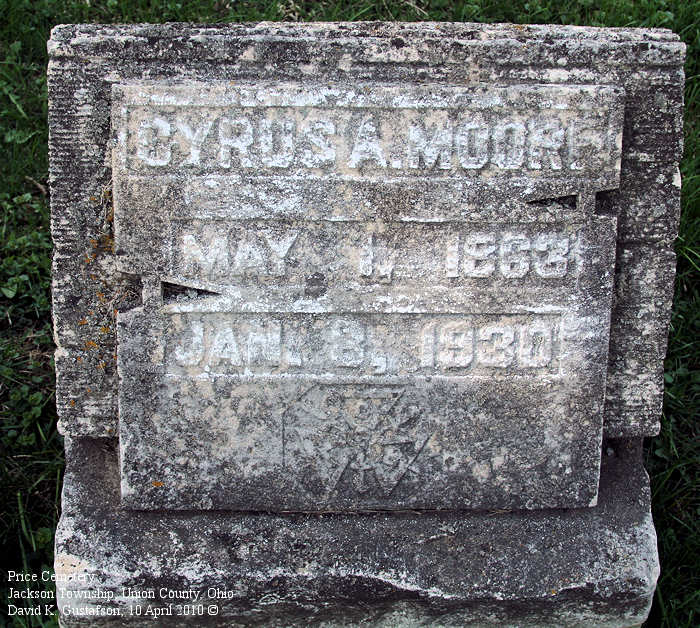 CYRUS A. MOORE
MAY 1, 1863
JAN. 8, 1930
Price Cemetery
Jackson Township, Union County, Ohio
David K. Gustafson, 10 April 2010 ©